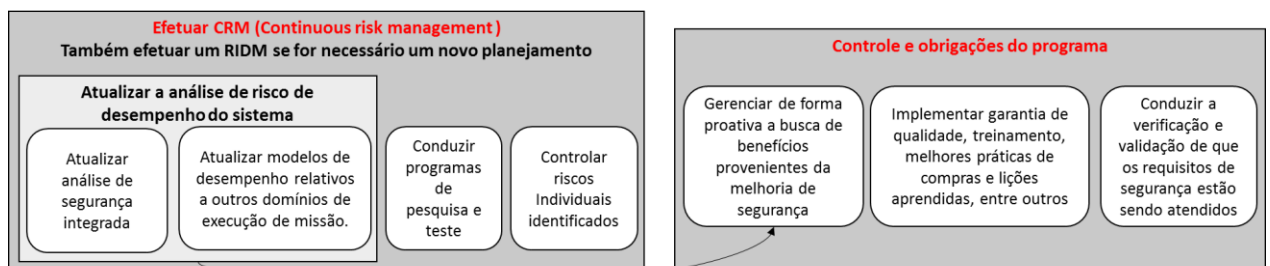 Efetuar CRM (Continuous risk management )
Também efetuar um RIDM se for necessário um novo planejamento
Atualizar a análise de risco de
desempenho do sistema
Atualizar
análise de
segurança
integrada
Atualizar modelos de
desempenho relativos
a outros domínios de
execução de missão.
Conduzir
programas
de
pesquisa e
teste
Controlar
riscos
Individuais
identificados
Controle e obrigações do programa
Gerenciar de forma
proativa a busca de
benefícios
provenientes da
melhoria de
segurança
Implementar garantia de
qualidade, treinamento,
melhores práticas de
compras e lições
aprendidas, entre outros
Conduzir a
verificação e
validação de que
os requisitos de
segurança estão
sendo atendidos